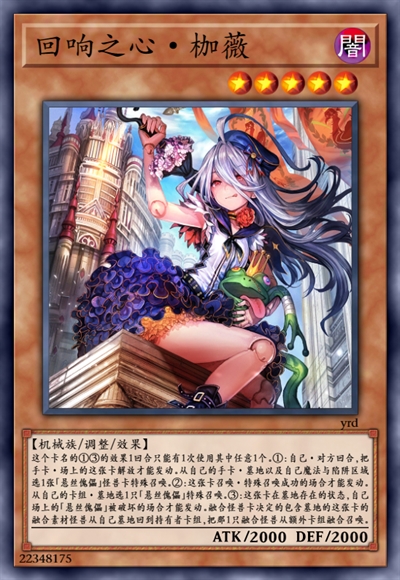 回响之心·枷薇
闇
yrd
【机械族/调整/效果】
这个卡名的①③的效果1回合只能有1次使用其中任意1个。①:自己·对方回合,把
手卡·场上的这张卡解放才能发动。从自己的手卡·墓地以及自己魔法与陷阱区域
选1张「悬丝傀儡」怪兽卡特殊召唤。②:这张卡召唤·特殊召唤成功的场合才能发动。
从自己的卡组·墓地选1只「悬丝傀儡」特殊召唤。③:这张卡在墓地存在的状态,自己
场上的「悬丝傀儡」被破坏的场合才能发动。融合怪兽卡决定的包含墓地的这张卡的
融合素材怪兽从自己墓地回到持有者卡组,把那1只融合怪兽从额外卡组融合召唤。
ATK/2000 DEF/2000
22348175